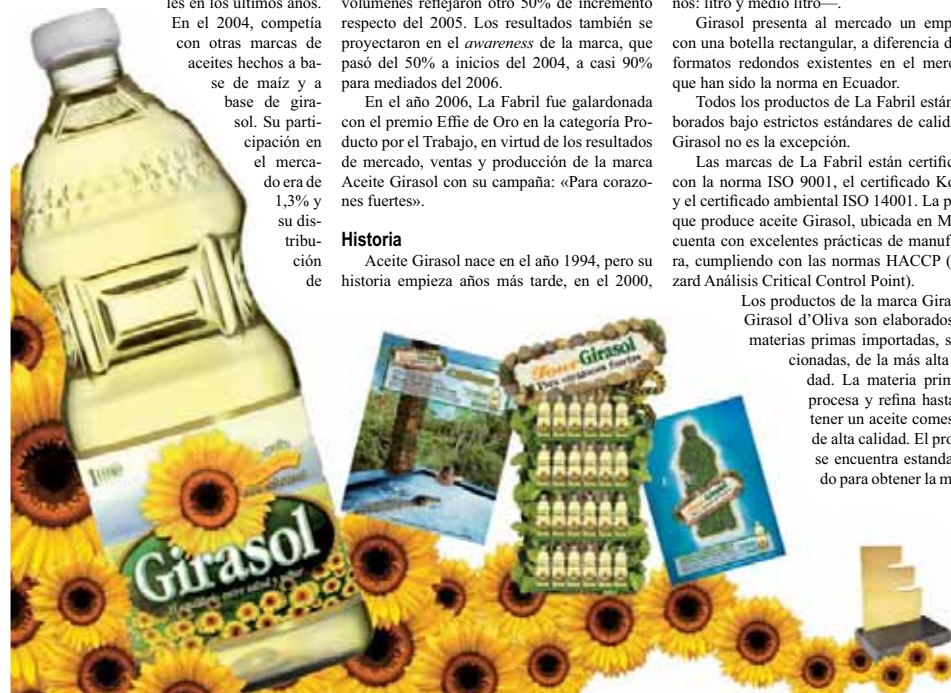 les en los últimos años.
En el 2004, competía
con otras marcas de
aceites hechos a ba-
se de maíz y a
base de gira-
sol. Su parti-
cipación en
el merca-
do era de
1,3% y
su dis-
tribu-
ción
de
volúmenes reflejaron otro 50% de incremento
respecto del 2005. Los resultados también se
proyectaron en el awareness de la marca, que
pasó del 50% a inicios del 2004, a casi 90%
para mediados del 2006.
En el año 2006, La Fabril fue galardonada
con el premio Effie de Oro en la categoría Pro-
ducto por el Trabajo, en virtud de los resultados
de mercado, ventas y producción de la marca
Aceite Girasol con su campaña: «Para corazo-
nes fuertes».
Historia
Aceite Girasol nace en el año 1994, pero su
historia empieza años más tarde, en el 2000,
nos: litro y medio litro—.
Girasol presenta al mercado un emp
con una botella rectangular, a diferencia d
formatos redondos existentes en el merc
que han sido la norma en Ecuador.
Todos los productos de La Fabril están
borados bajo estrictos estándares de calida
Girasol no es la excepción.
Las marcas de La Fabril están certific
con la norma ISO 9001, el certificado Ko
y el certificado ambiental ISO 14001. La p
que produce aceite Girasol, ubicada en M
cuenta con excelentes prácticas de manuf
ra, cumpliendo con las normas HACCP (
zard Análisis Critical Control Point).
Los productos de la marca Gira
Girasol d’Oliva son elaborados
materias primas importadas, s
cionadas, de la más alta
dad. La materia prim
procesa y refina hasta
tener un aceite comes
de alta calidad. El pro
se encuentra estanda
do para obtener la m
Tour Girasol
Para corazones fuertes
Girasol